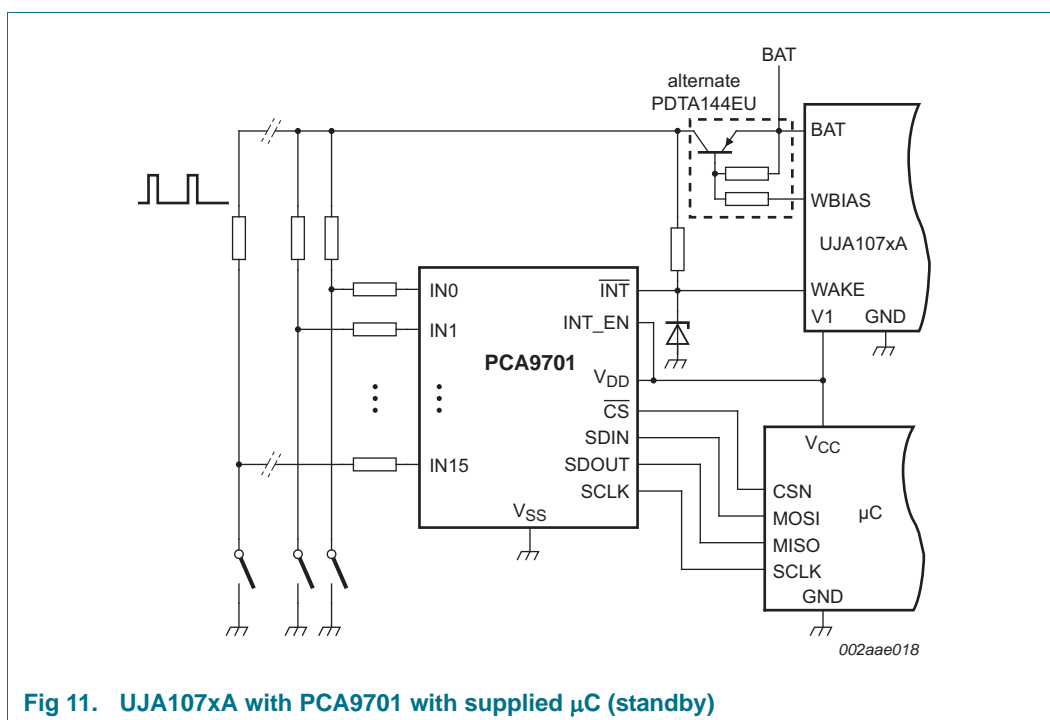 BAT
alternate
PDTA144EU
BAT
WBIAS
UJA107xA
IN0
INT
WAKE
INT_EN
V1
GND
IN1
PCA9701
VDD
CS
SDIN
VCC
IN15
SDOUT
SCLK
CSN
VSS
MOSI
μC
MISO
SCLK
GND
002aae018
Fig 11. UJA107xA with PCA9701 with supplied μC (standby)